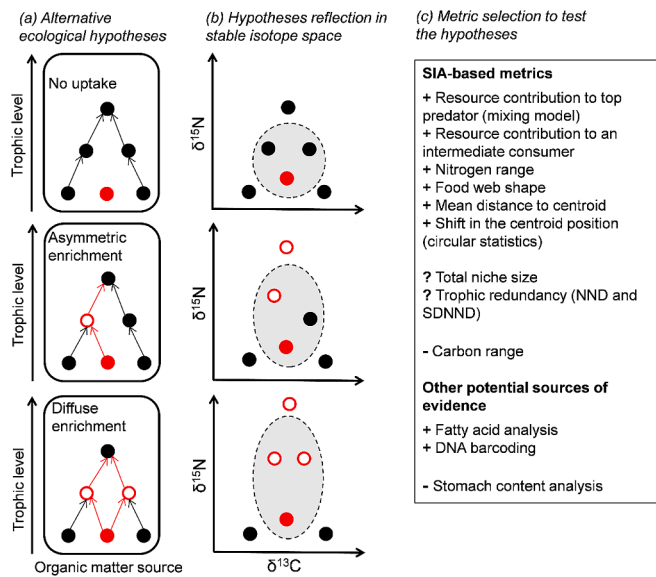 (a) Alternative
ecological hypotheses
(b) Hypotheses reflection in
stable isotope space
(c) Metric selection to test
the hypotheses
Trophic level
No uptake
δ15N
Trophic level
Asymmetric
enrichment
δ15N
Trophic level
Diffuse
enrichment
δ15N
Organic matter source
δ13C
SIA-based metrics
+ Resource contribution to top
predator (mixing model)
+ Resource contribution to an
intermediate consumer
+ Nitrogen range
+ Food web shape
+ Mean distance to centroid
+ Shift in the centroid position
(circular statistics)
? Total niche size
? Trophic redundancy (NND and
SDNND)
- Carbon range
Other potential sources of
evidence
+ Fatty acid analysis
+ DNA barcoding
- Stomach content analysis